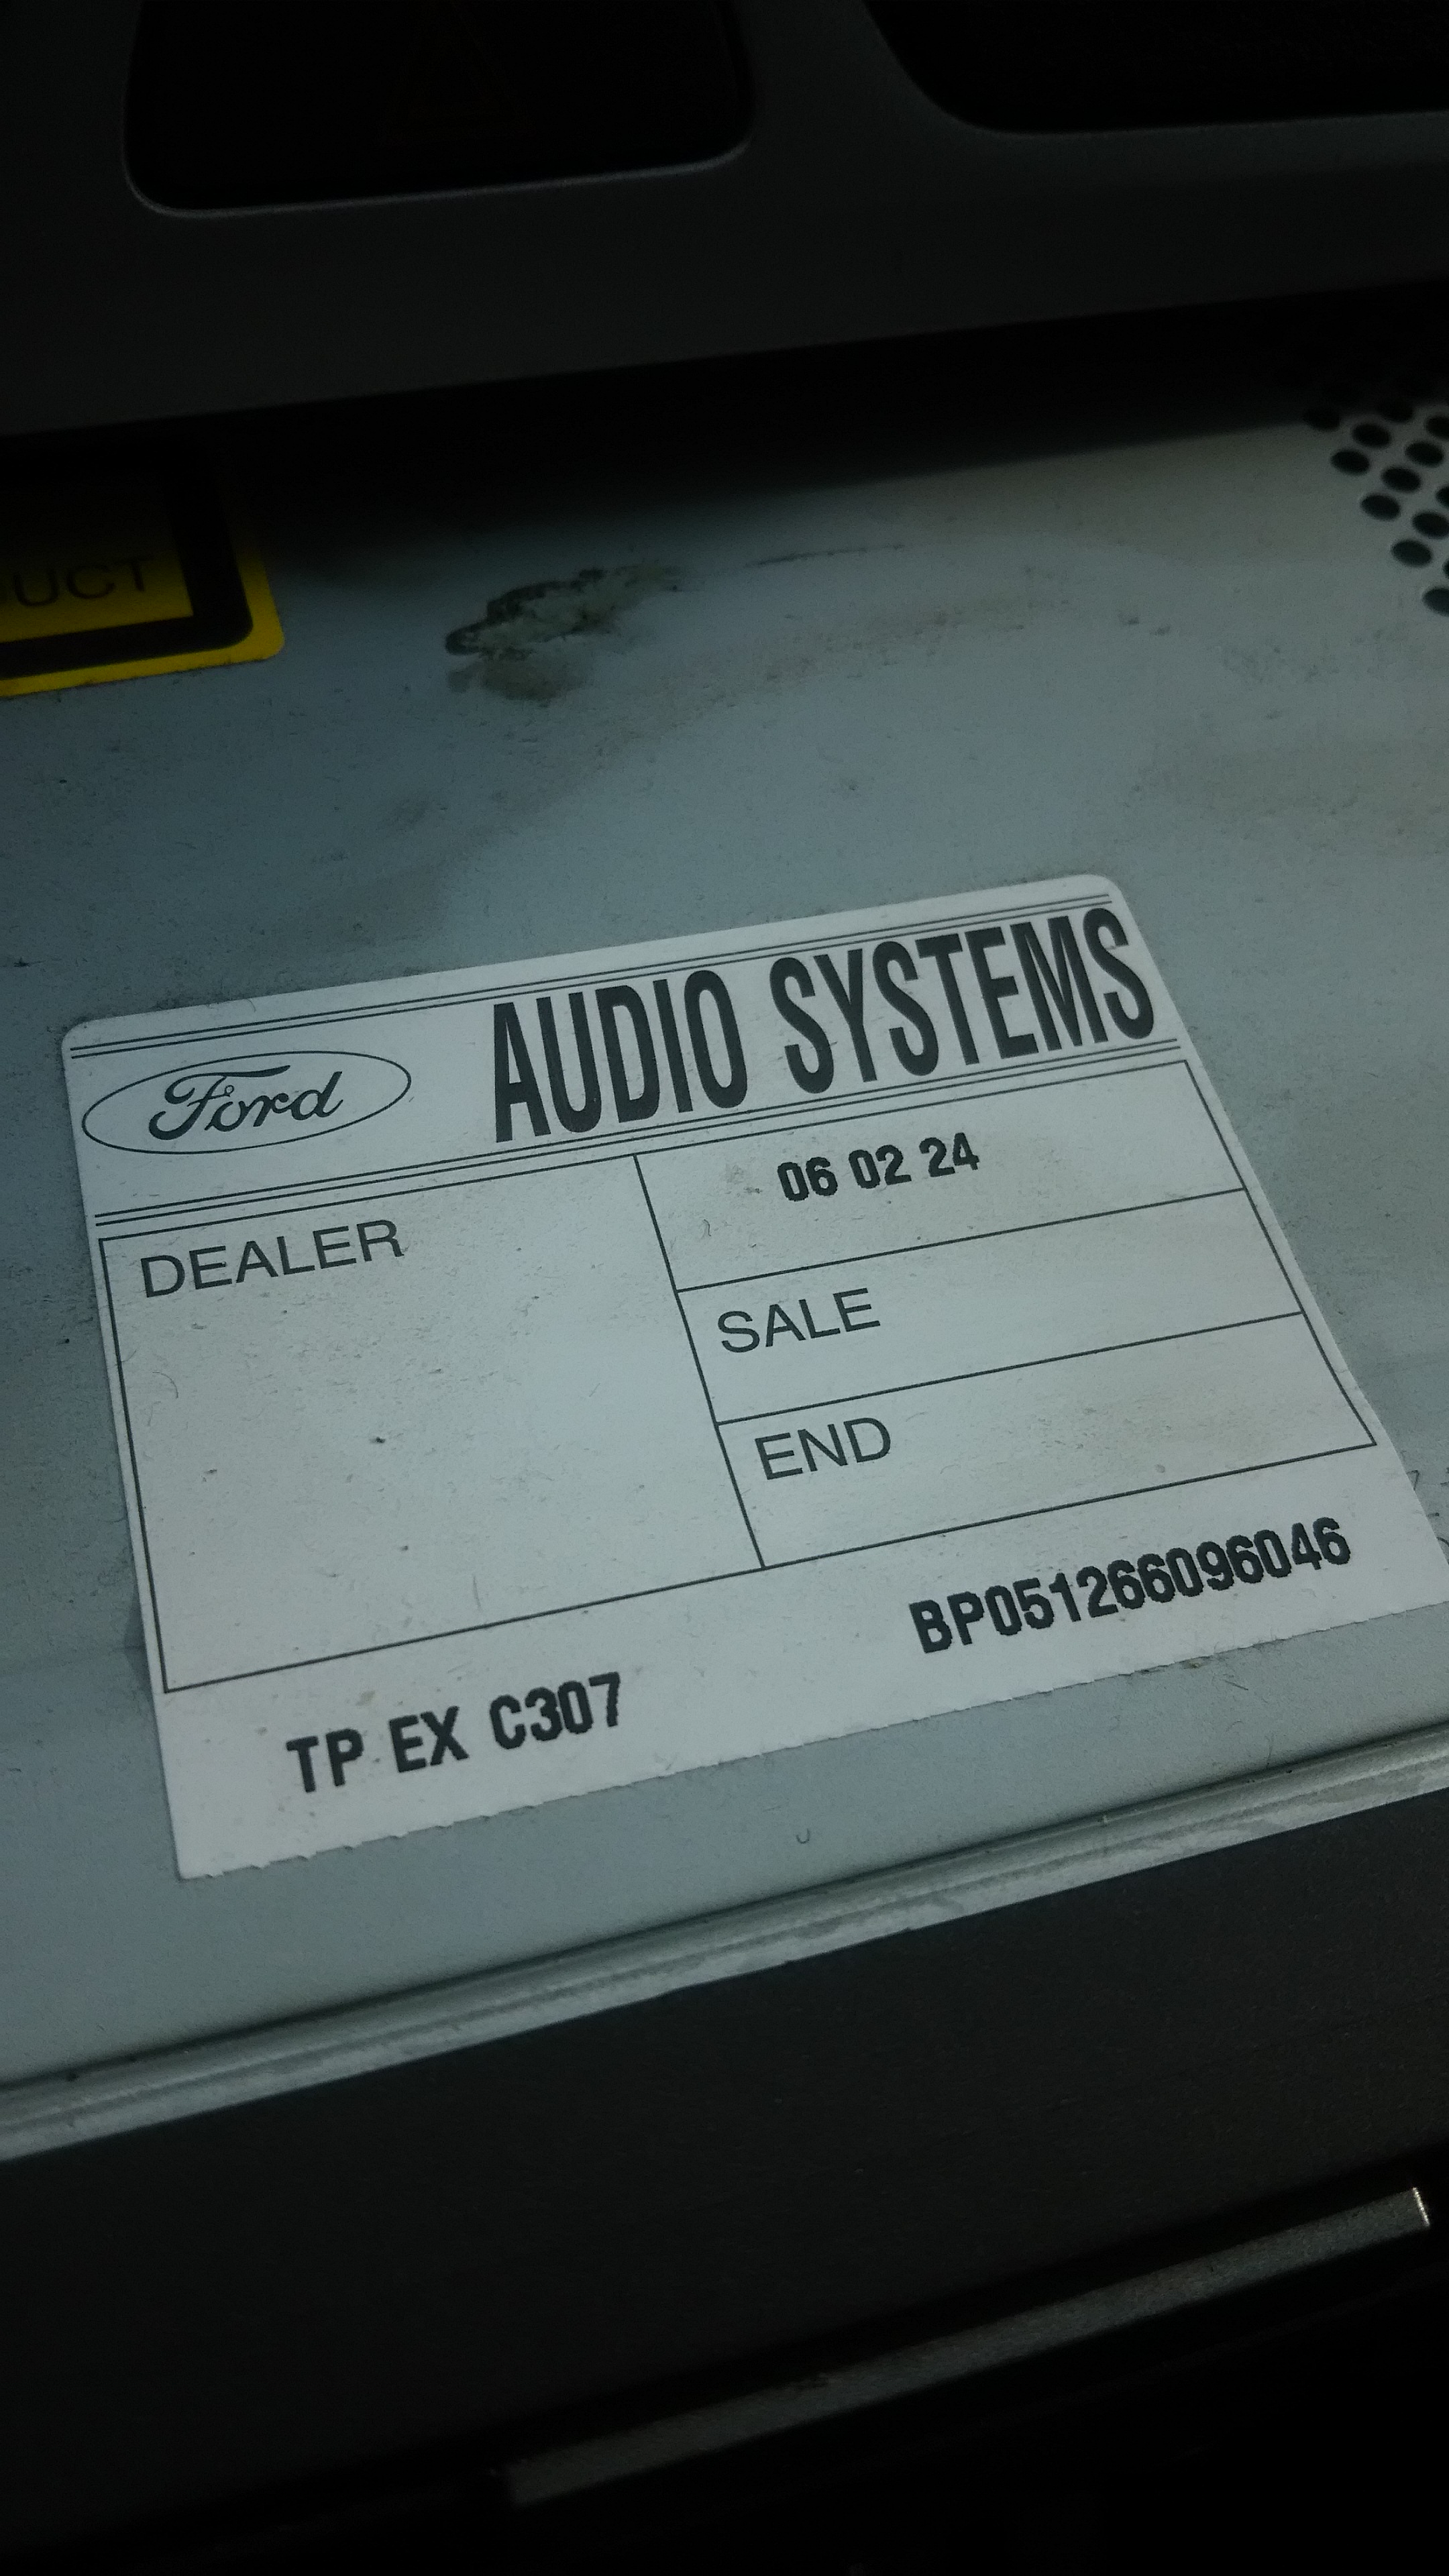 UCT
Ford AUDIO SYSTEMS
DEALER
06 02 24
SALE
END
BP051266096046
TP EX C307